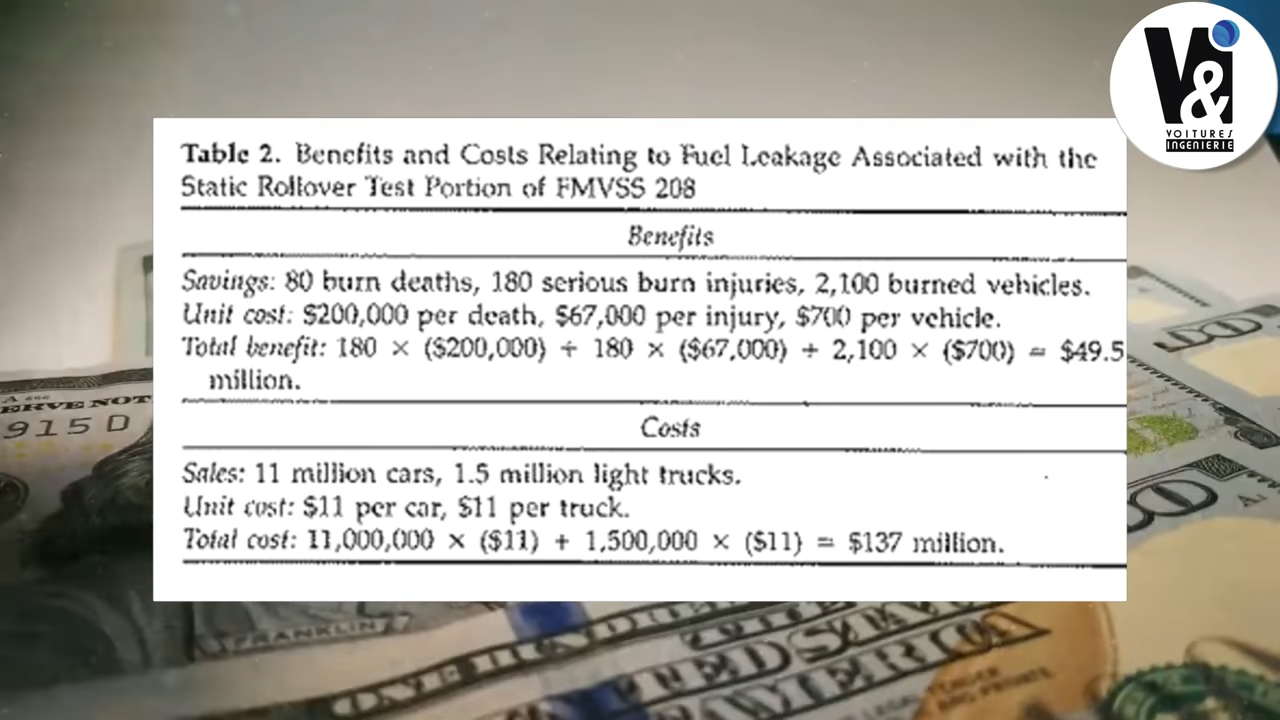 V&i
VOITURES
INGENIERIE
Table 2. Benefits and Costs Relating to Fuel Leakage Associated with the
Static Rollover Test Portion of FMVSS 208
Benefits
Savings: 80 burn deaths, 180 serious burn injuries, 2,100 burned vehicles.
Unit cost: $200,000 per death, $67,000 per injury, $700 per vehicle.
Total benefit: 180 × ($200,000) + 180 × ($67,000) + 2,100 × ($700) = $49.5
million.
Costs
Sales: 11 million cars, 1.5 million light trucks.
Unit cost: $11 per car, $11 per truck.
Total cost: 11,000,000 × ($11) + 1,500,000 × ($11) = $137 million.
ERVE NOT
915D
FRANKLIN